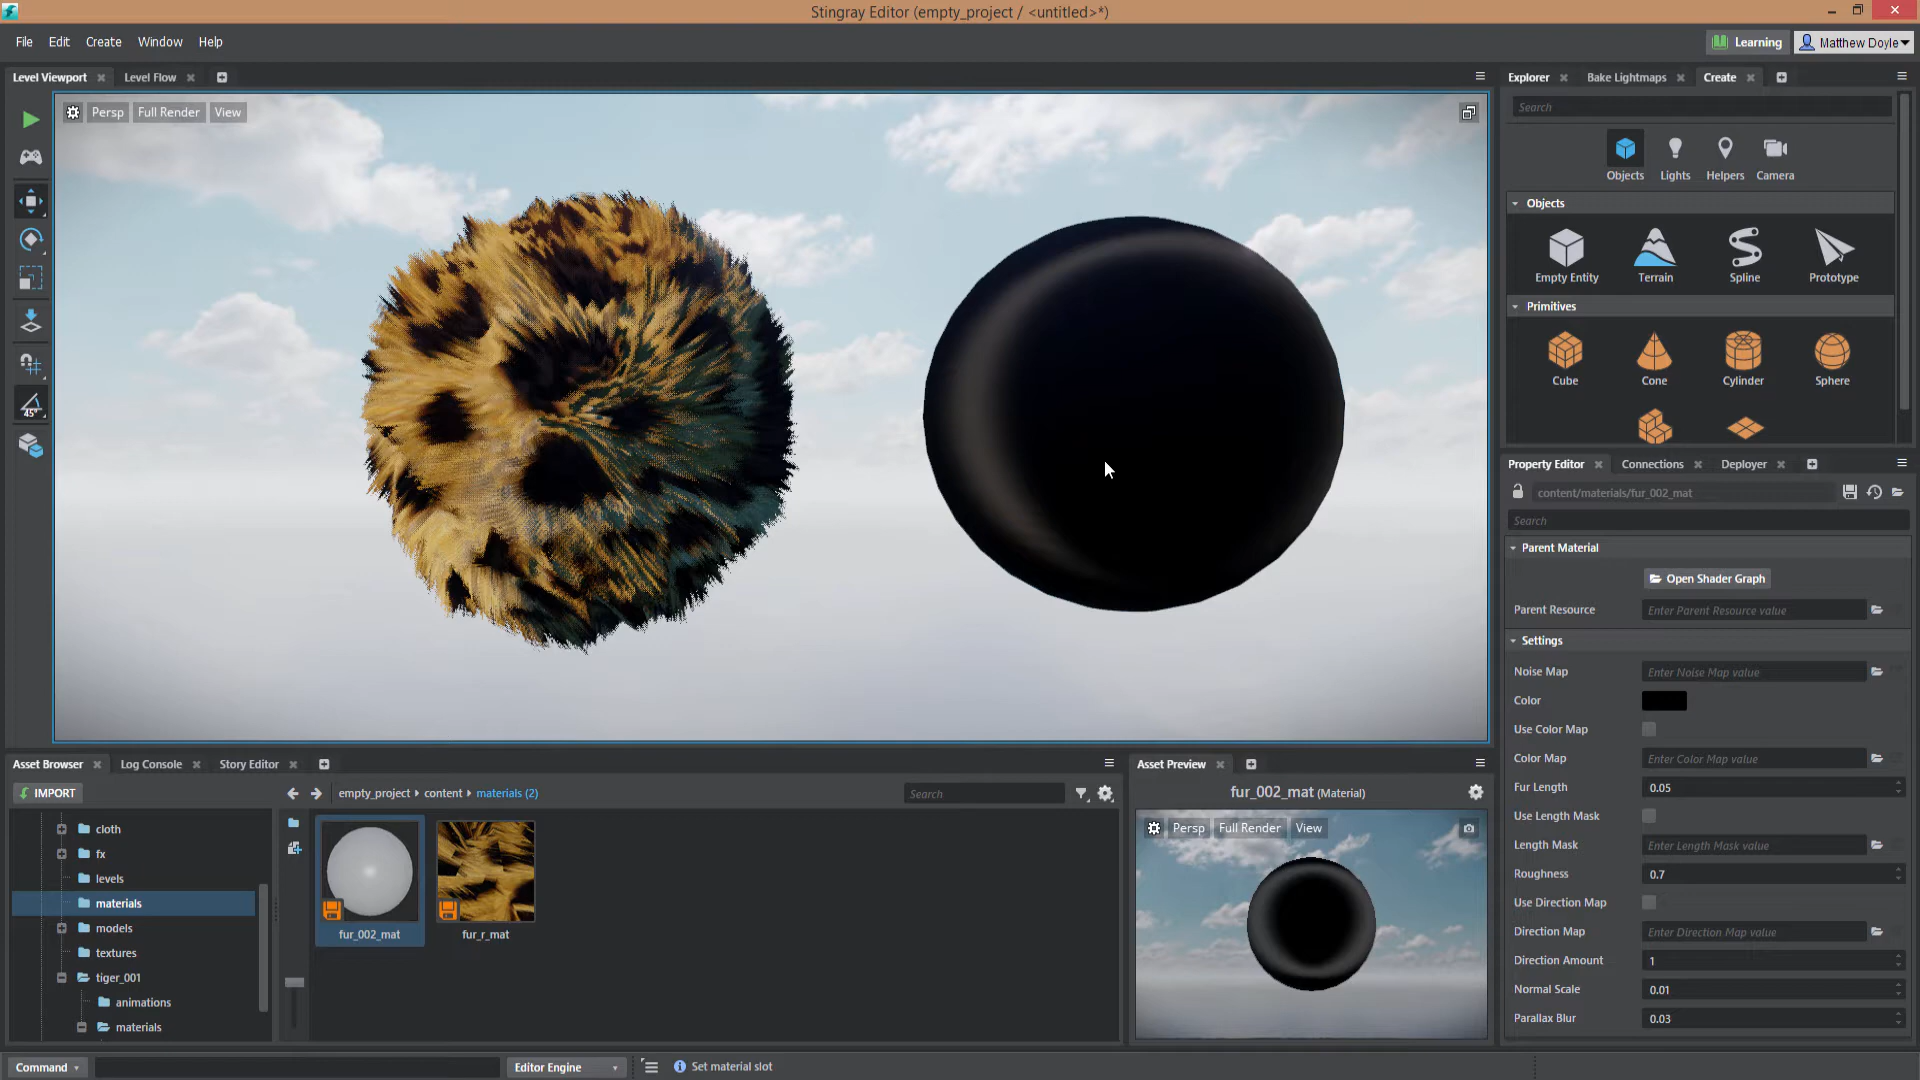 Stingray Editor (empty_project / <untitled>*)
File Edit Create Window Help
Learning Matthew Doyle
Level Viewport Level Flow
Persp Full Render View
45°
Explorer Bake Lightmaps Create
Search
Objects Lights Helpers Camera
Objects
Empty Entity Terrain Spline Prototype
Primitives
Cube Cone Cylinder Sphere
Property Editor Connections Deployer
content/materials/fur_002_mat
Search
Parent Material
Open Shader Graph
Parent Resource Enter Parent Resource value
Settings
Noise Map Enter Noise Map value
Color
Use Color Map
Color Map Enter Color Map value
Fur Length 0.05
Use Length Mask
Length Mask Enter Length Mask value
Roughness 0.7
Use Direction Map
Direction Map Enter Direction Map value
Direction Amount 1
Normal Scale 0.01
Parallax Blur 0.03
Asset Browser Log Console Story Editor
IMPORT
empty_project content materials (2)
Search
cloth
fx
levels
materials
models
textures
tiger_001
animations
materials
fur_002_mat fur_r_mat
Asset Preview
fur_002_mat (Material)
Persp Full Render View
Command
Editor Engine
Set material slot